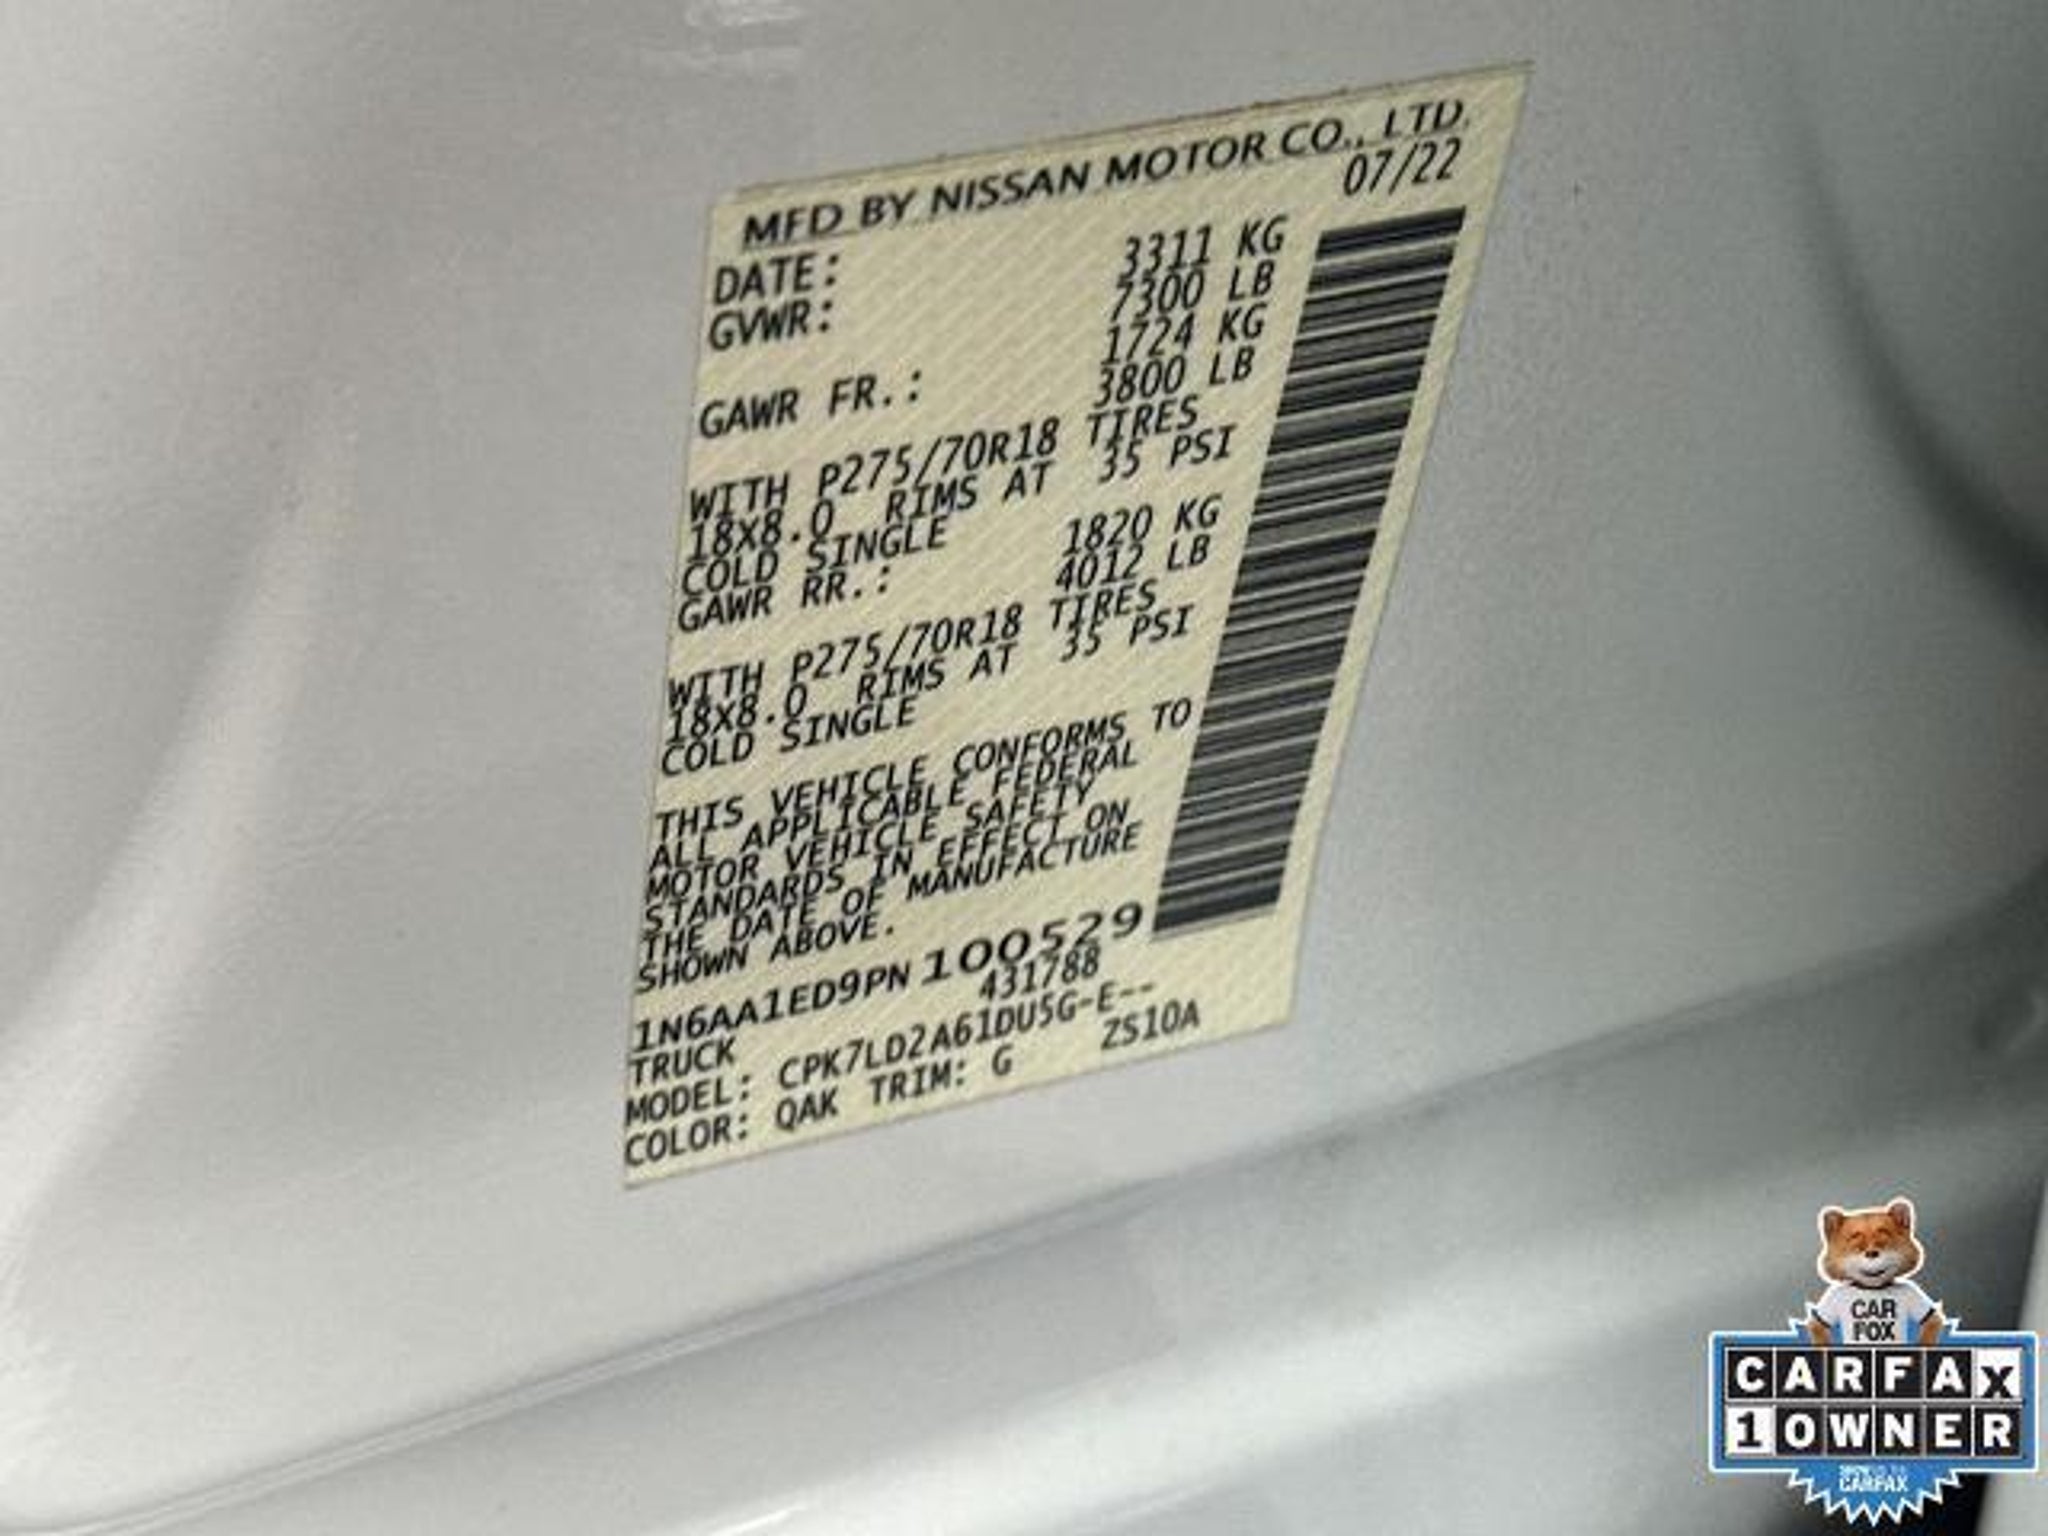 MFD BY NISSAN MOTOR CO., LTD.
DATE: 07/22
GVWR: 3311 KG
7300 LB
GAWR FR.: 1724 KG
3800 LB
WITH P275/70R18 TIRES
18X8.0 RIMS AT 35 PSI
COLD SINGLE
GAWR RR.: 1820 KG
4012 LB
WITH P275/70R18 TIRES
18X8.0 RIMS AT 35 PSI
COLD SINGLE
THIS VEHICLE CONFORMS TO
ALL APPLICABLE FEDERAL
MOTOR VEHICLE SAFETY
STANDARDS IN EFFECT ON
THE DATE OF MANUFACTURE
SHOWN ABOVE.
1N6AA1ED9PN100529
TRUCK 431788
MODEL: CPK7LD2A61DU5G-E--
COLOR: QAK TRIM: G ZS10A
CAR
FOX
CARFAX
1 OWNER
CARFAX